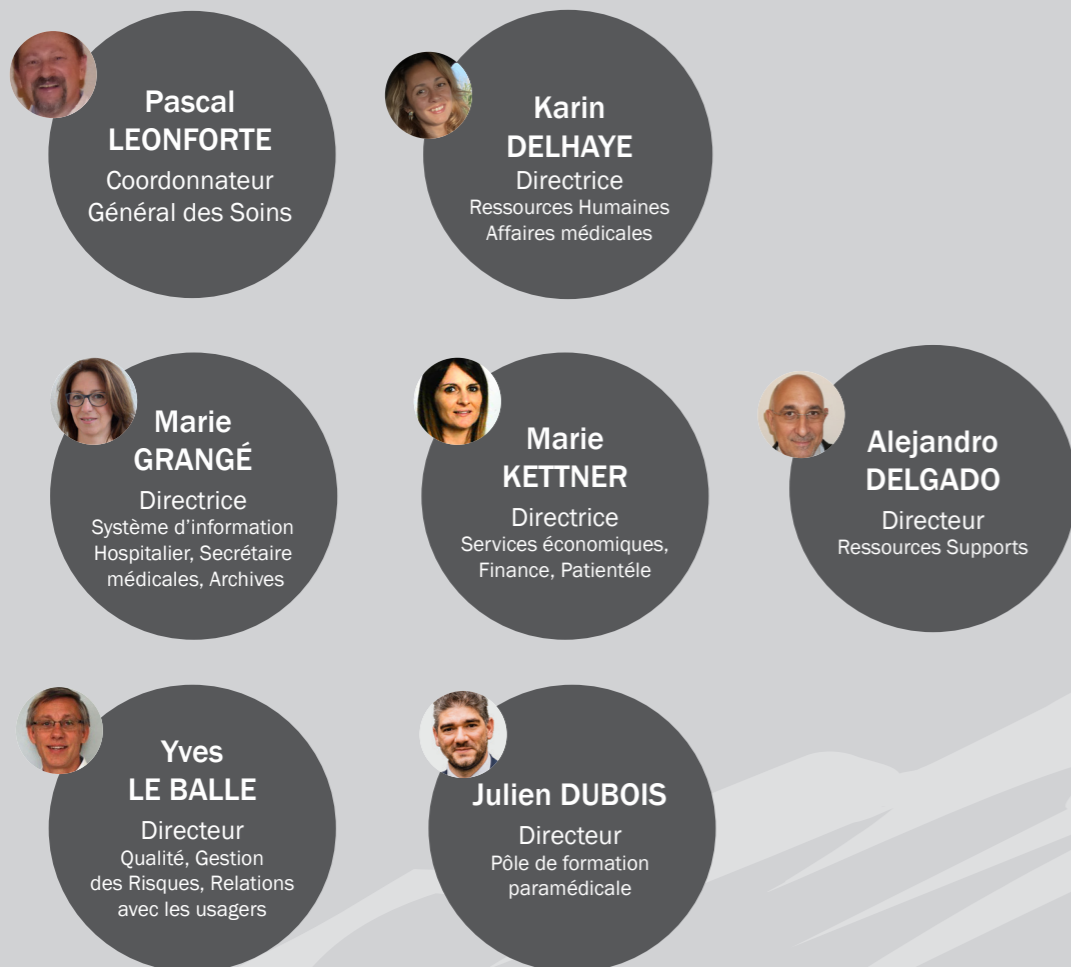 Pascal
LEONFORTE
Coordonnateur
Général des Soins
Karin
DELHAYE
Directrice
Ressources Humaines
Affaires médicales
Marie
GRANGÉ
Directrice
Système d’information
Hospitalier, Secrétaire
médicales, Archives
Marie
KETTNER
Directrice
Services économiques,
Finance, Patientéle
Alejandro
DELGADO
Directeur
Ressources Supports
Yves
LE BALLE
Directeur
Qualité, Gestion
des Risques, Relations
avec les usagers
Julien DUBOIS
Directeur
Pôle de formation
paramédicale